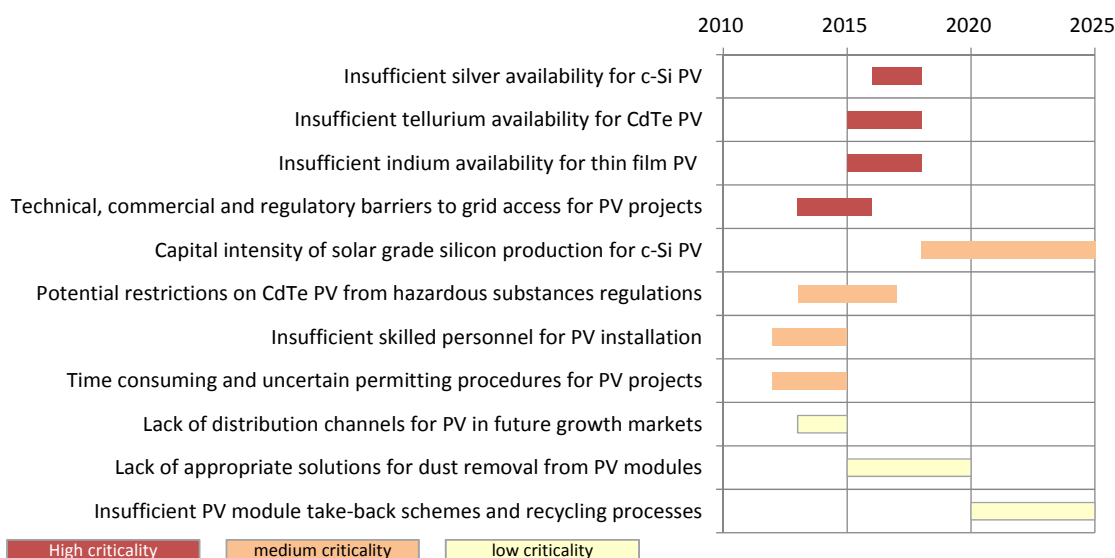 2010 2015 2020 2025
Insufficient silver availability for c-Si PV
Insufficient tellurium availability for CdTe PV
Insufficient indium availability for thin film PV
Technical, commercial and regulatory barriers to grid access for PV projects
Capital intensity of solar grade silicon production for c-Si PV
Potential restrictions on CdTe PV from hazardous substances regulations
Insufficient skilled personnel for PV installation
Time consuming and uncertain permitting procedures for PV projects
Lack of distribution channels for PV in future growth markets
Lack of appropriate solutions for dust removal from PV modules
Insufficient PV module take-back schemes and recycling processes
High criticality medium criticality low criticality